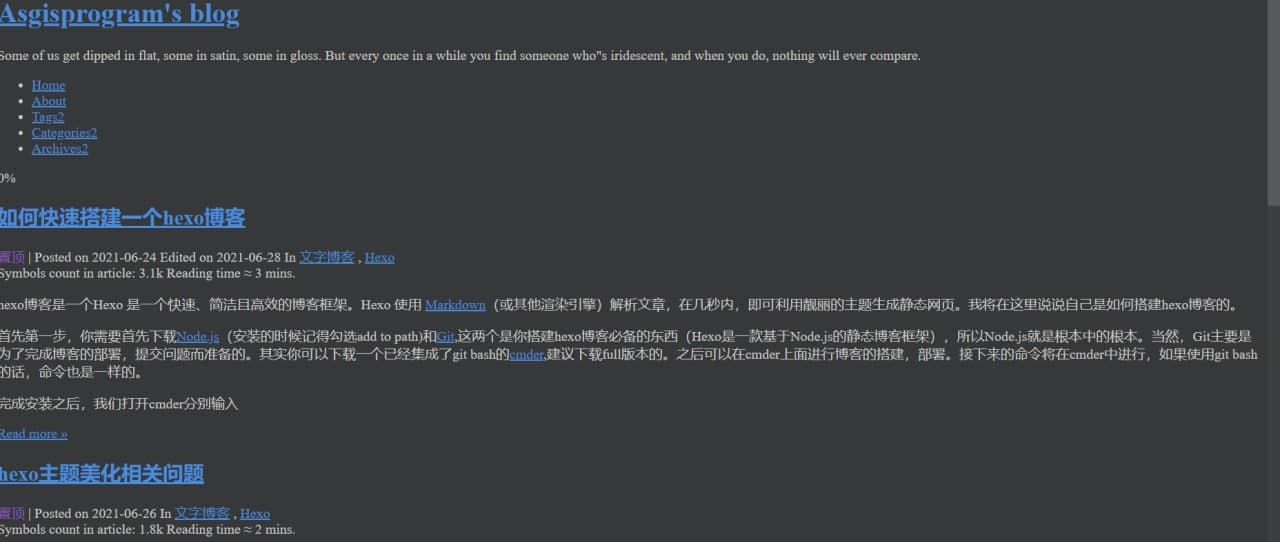 Asgisprogram's blog
Some of us get dipped in flat, some in satin, some in gloss. But every once in a while you find someone who"s iridescent, and when you do, nothing will ever compare.
Home
About
Tags2
Categories2
Archives2
0%
如何快速搭建一个hexo博客
置顶 | Posted on 2021-06-24 Edited on 2021-06-28 In 文字博客 , Hexo
Symbols count in article: 3.1k Reading time ≈ 3 mins.
hexo博客是一个Hexo 是一个快速、简洁且高效的博客框架。Hexo 使用 Markdown（或其他渲染引擎）解析文章，在几秒内，即可利用靓丽的主题生成静态网页。我将在这里说说自己是如何搭建hexo博客的。
首先第一步，你需要首先下载Node.js（安装的时候记得勾选add to path)和Git,这两个是你搭建hexo博客必备的东西（Hexo是一款基于Node.js的静态博客框架），所以Node.js就是根本中的根本。当然，Git主要是
为了完成博客的部署，提交问题而准备的。其实你可以下载一个已经集成了git bash的cmder,建议下载full版本的。之后可以在cmder上面进行博客的搭建，部署。接下来的命令将在cmder中进行，如果使用git bash
的话，命令也是一样的。
完成安装之后，我们打开cmder分别输入
Read more »
hexo主题美化相关问题
置顶 | Posted on 2021-06-26 In 文字博客 , Hexo
Symbols count in article: 1.8k Reading time ≈ 2 mins.